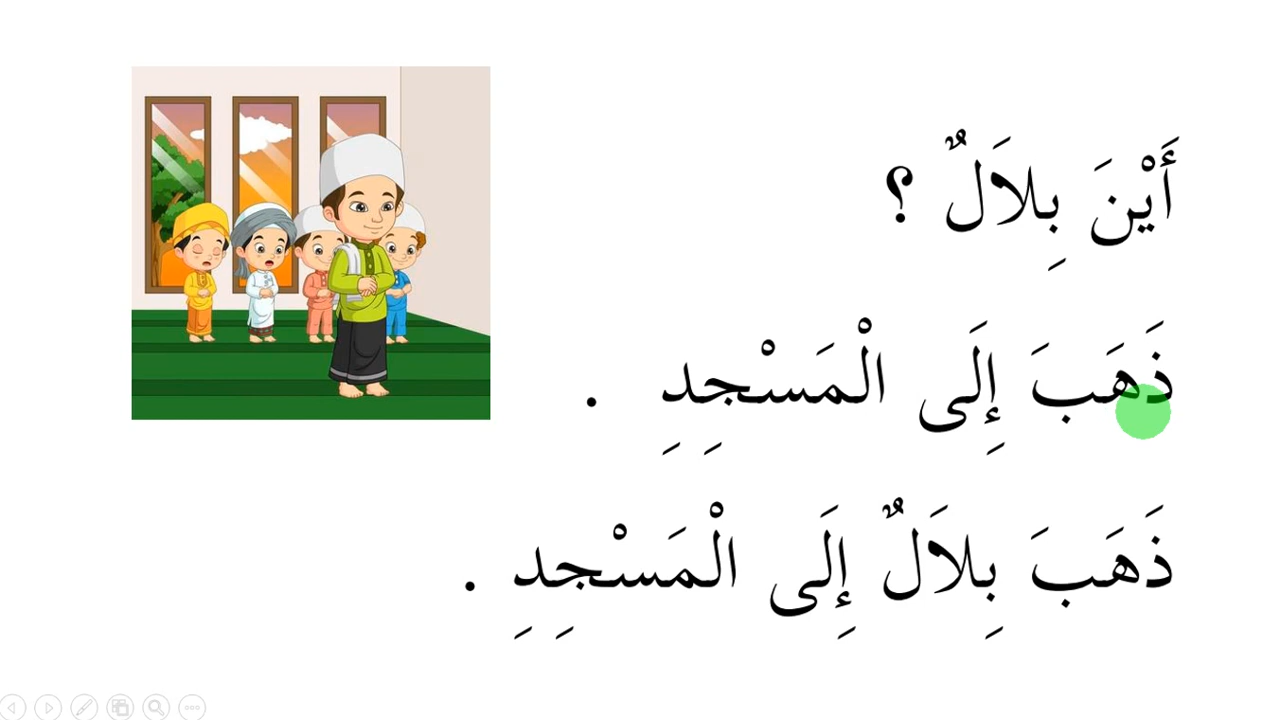 أَيْنَ بِلاَلٌ ؟
ذَهَبَ إِلَى الْمَسْجِدِ .
ذَهَبَ بِلاَلٌ إِلَى الْمَسْجِدِ .